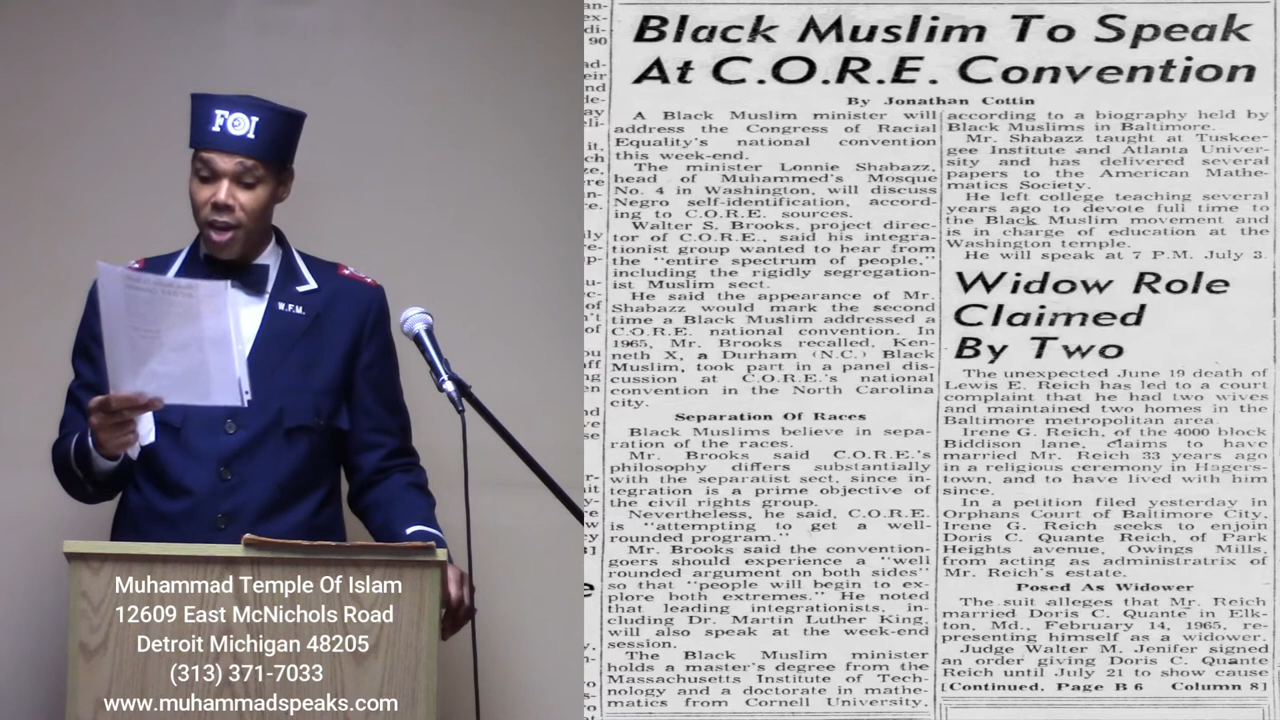 FOI
W.F.M.
Muhammad Temple Of Islam
12609 East McNichols Road
Detroit Michigan 48205
(313) 371-7033
www.muhammadspeaks.com
Black Muslim To Speak
At C.O.R.E. Convention
By Jonathan Cottin
A Black Muslim minister will
address the Congress of Racial
Equality's national convention
this week-end.
The minister Lonnie Shabazz,
head of Muhammed's Mosque
No. 4 in Washington, will discuss
Negro self-identification, accord-
ing to C.O.R.E. sources.
Walter S. Brooks, project direc-
tor of C.O.R.E., said his integra-
tionist group wanted to hear from
the "entire spectrum of people,"
including the rigidly segregation-
ist Muslim sect.
He said the appearance of Mr.
Shabazz would mark the second
time a Black Muslim addressed a
C.O.R.E. national convention. In
1965, Mr. Brooks recalled, Ken-
neth X, a Durham (N.C.) Black
Muslim, took part in a panel dis-
cussion at C.O.R.E.'s national
convention in the North Carolina
city.
Separation Of Races
Black Muslims believe in sepa-
ration of the races.
Mr. Brooks said C.O.R.E.'s
philosophy differs substantially
with the separatist sect, since in-
tegration is a prime objective of
the civil rights group.
Nevertheless, he said, C.O.R.E.
is "attempting to get a well-
rounded program."
Mr. Brooks said the convention-
goers should experience a "well
rounded argument on both sides"
so that "people will begin to ex-
plore both extremes." He noted
that leading integrationists, in-
cluding Dr. Martin Luther King,
will also speak at the week-end
session.
The Black Muslim minister
holds a master's degree from the
Massachusetts Institute of Tech-
nology and a doctorate in mathe-
matics from Cornell University,
according to a biography held by
Black Muslims in Baltimore.
Mr. Shabazz taught at Tuske-
gee Institute and Atlanta Univer-
sity and has delivered several
papers to the American Mathe-
matics Society.
He left college teaching several
years ago to devote full time to
the Black Muslim movement and
is in charge of education at the
Washington temple.
He will speak at 7 P.M. July 3.
Widow Role
Claimed
By Two
The unexpected June 19 death of
Lewis E. Reich has led to a court
complaint that he had two wives
and maintained two homes in the
Baltimore metropolitan area.
Irene G. Reich, of the 4000 block
Biddison lane, claims to have
married Mr. Reich 33 years ago
in a religious ceremony in Hagers-
town, and to have lived with him
since.
In a petition filed yesterday in
Orphans Court of Baltimore City,
Irene G. Reich seeks to enjoin
Doris C. Quante Reich, of Park
Heights avenue, Owings Mills,
from acting as administratrix of
Mr. Reich's estate.
Posed As Widower
The suit alleges that Mr. Reich
married Doris C. Quante in Elk-
ton, Md., February 14, 1965, re-
presenting himself as a widower.
Judge Walter M. Jenifer signed
an order giving Doris C. Quante
Reich until July 21 to show cause
[Continued, Page B 6 Column 8]